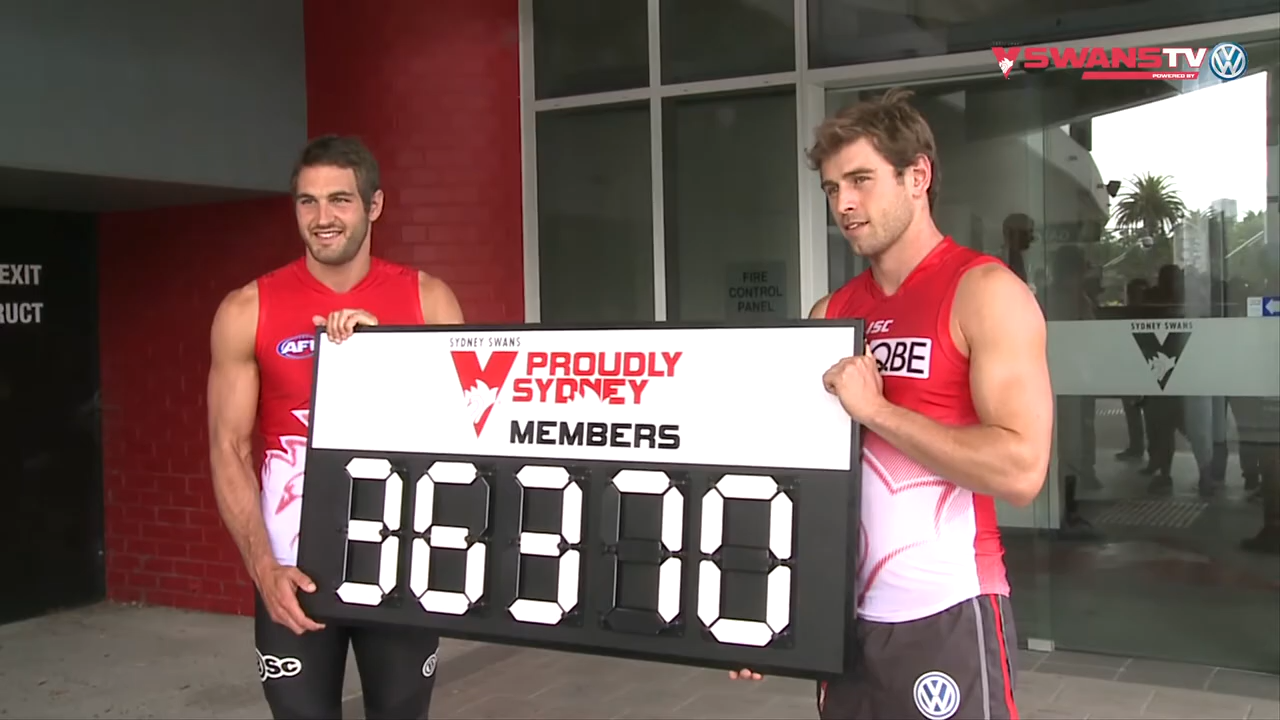 SWANSTV
POWERED BY
EXIT
RUCT
FIRE
CONTROL
PANEL
SYDNEY SWANS
AFL
ISC
QBE
SYDNEY SWANS
PROUDLY
SYDNEY
MEMBERS
36370
ISC